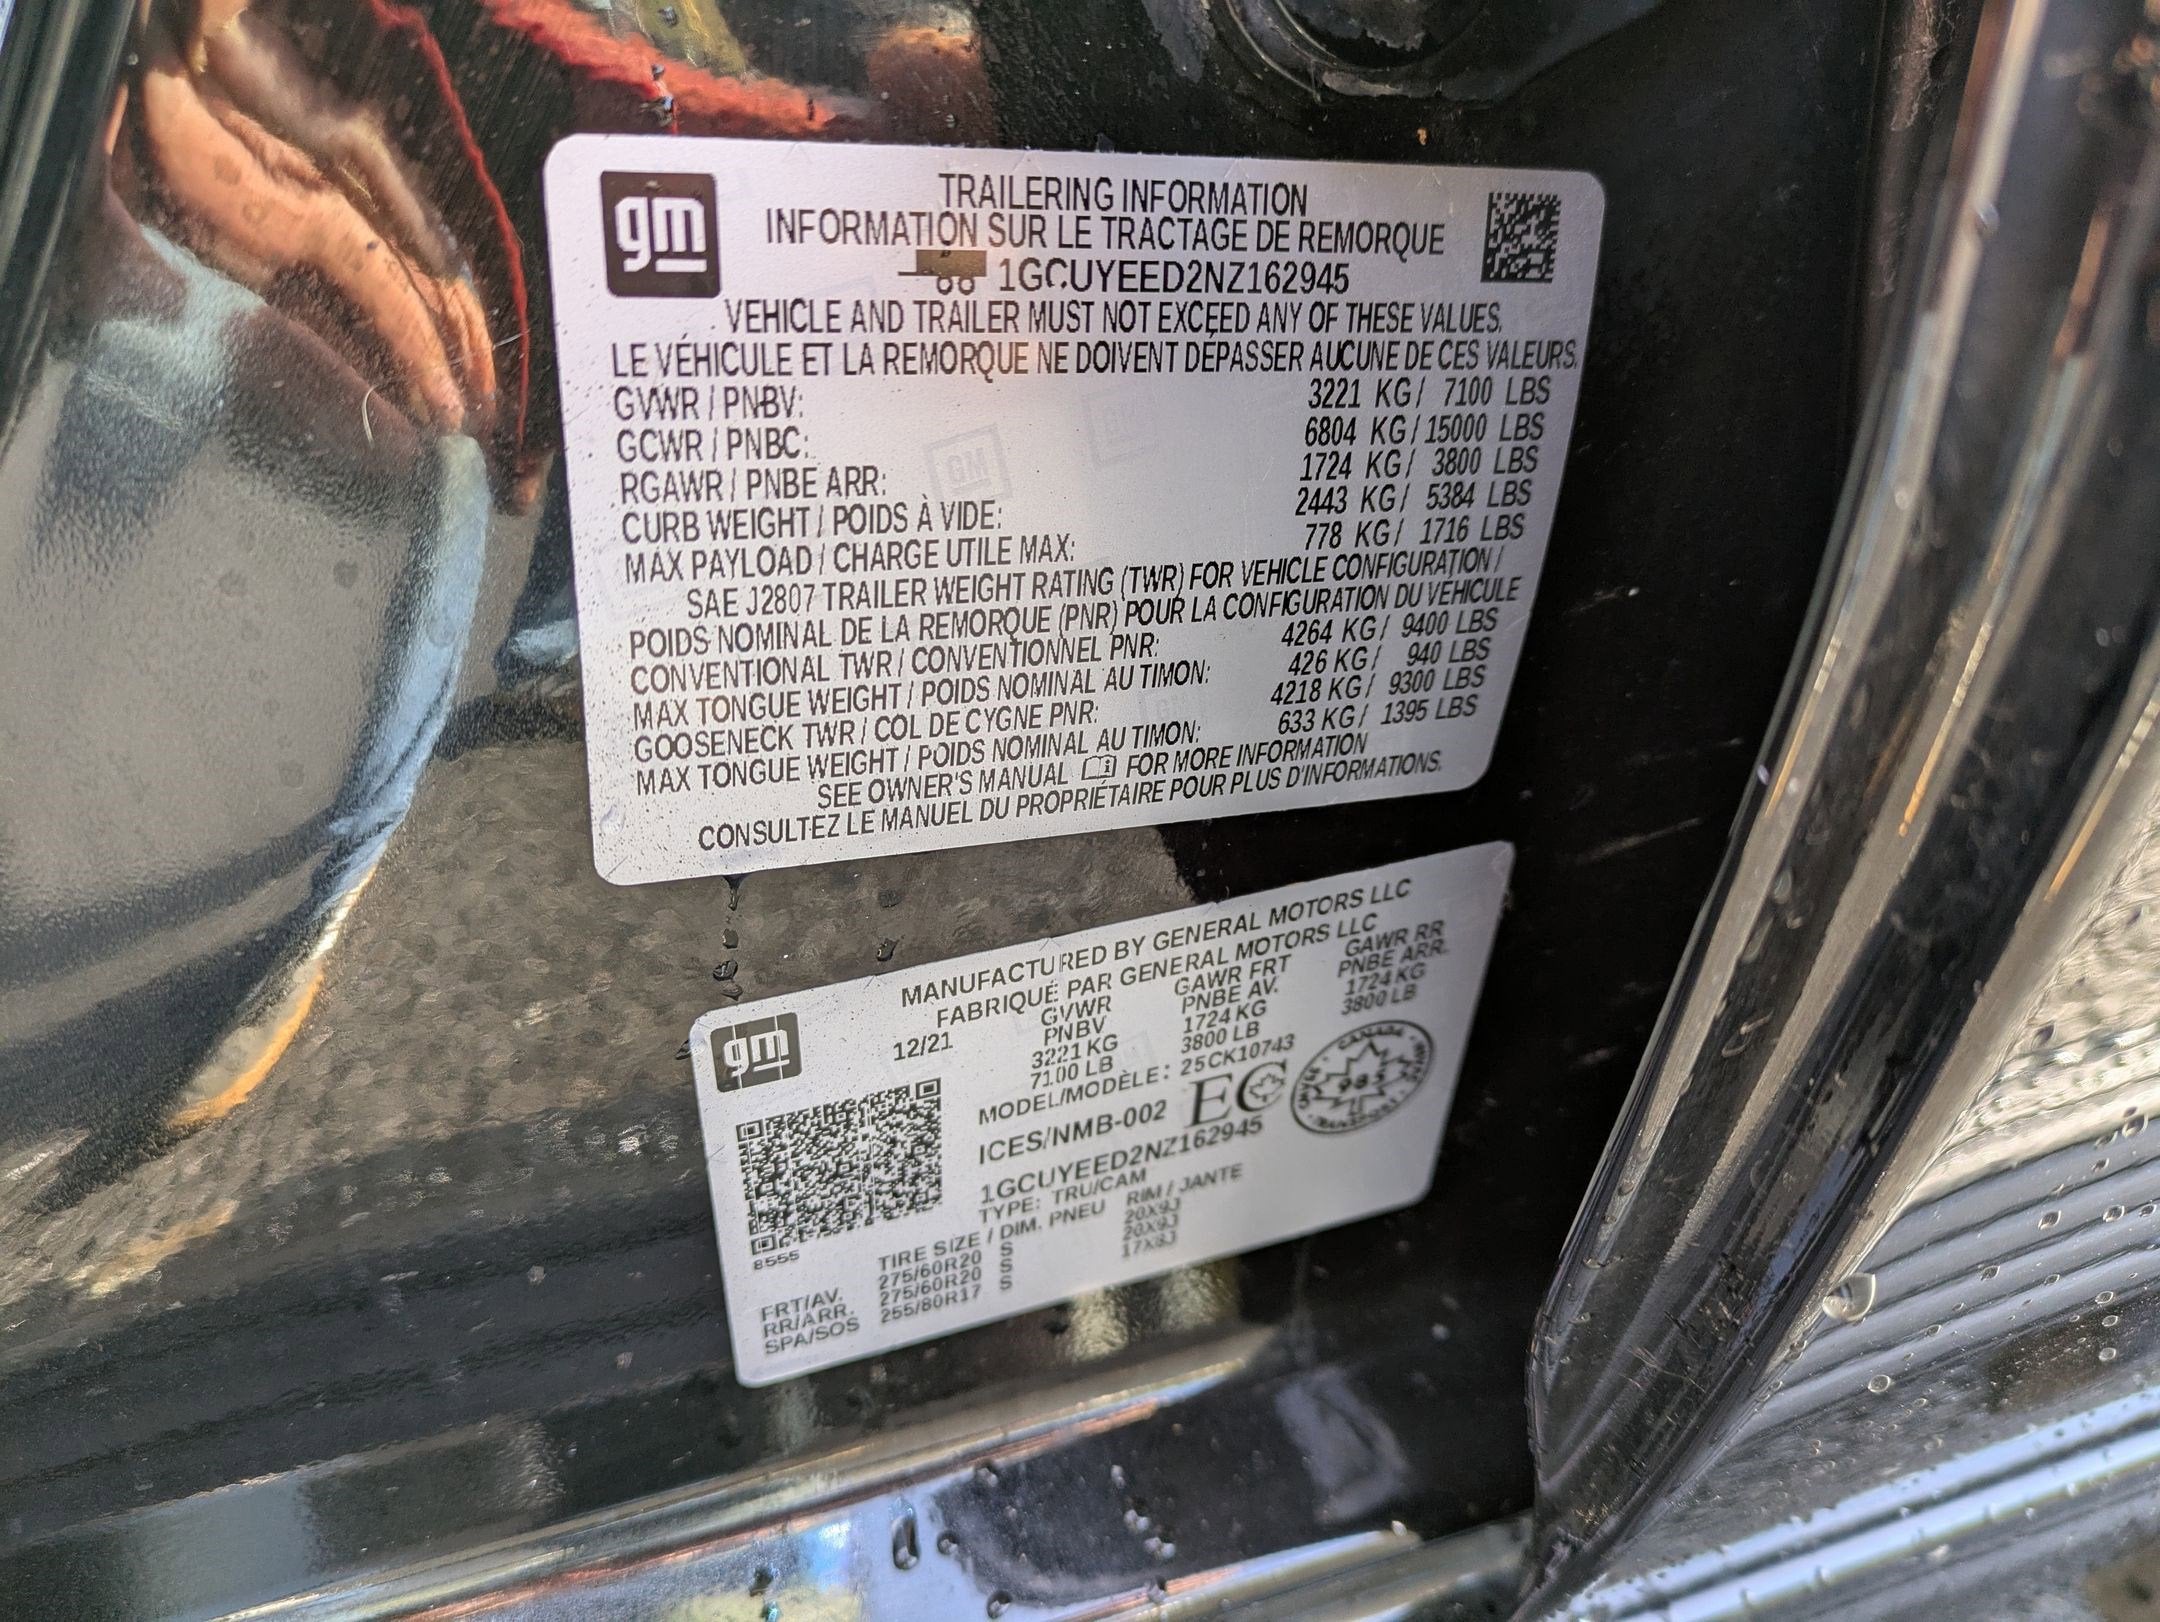 gm
TRAILERING INFORMATION
INFORMATION SUR LE TRACTAGE DE REMORQUE
1GCUYEED2NZ162945
VEHICLE AND TRAILER MUST NOT EXCEED ANY OF THESE VALUES.
LE VÉHICULE ET LA REMORQUE NE DOIVENT DÉPASSER AUCUNE DE CES VALEURS.
GVWR / PNBV: 3221 KG / 7100 LBS
GCWR / PNBC: 6804 KG / 15000 LBS
RGAWR / PNBE ARR: 1724 KG / 3800 LBS
CURB WEIGHT / POIDS À VIDE: 2443 KG / 5384 LBS
MAX PAYLOAD / CHARGE UTILE MAX: 778 KG / 1716 LBS
SAE J2807 TRAILER WEIGHT RATING (TWR) FOR VEHICLE CONFIGURATION /
POIDS NOMINAL DE LA REMORQUE (PNR) POUR LA CONFIGURATION DU VÉHICULE
CONVENTIONAL TWR / CONVENTIONNEL PNR: 4264 KG / 9400 LBS
MAX TONGUE WEIGHT / POIDS NOMINAL AU TIMON: 426 KG / 940 LBS
GOOSENECK TWR / COL DE CYGNE PNR: 4218 KG / 9300 LBS
MAX TONGUE WEIGHT / POIDS NOMINAL AU TIMON: 633 KG / 1395 LBS
SEE OWNER'S MANUAL FOR MORE INFORMATION
CONSULTEZ LE MANUEL DU PROPRIÉTAIRE POUR PLUS D'INFORMATIONS.
gm
MANUFACTURED BY GENERAL MOTORS LLC
FABRIQUÉ PAR GENERAL MOTORS LLC
12/21 GVWR GAWR FRT GAWR RR
PNBV PNBE AV. PNBE ARR.
3221 KG 1724 KG 1724 KG
7100 LB 3800 LB 3800 LB
MODEL/MODÈLE: 25CK10743
ICES/NMB-002 EC
CANADA
98
TRANSPORT
1GCUYEED2NZ162945
TYPE: TRU/CAM
8555
TIRE SIZE / DIM. PNEU RIM / JANTE
FRT/AV. 275/60R20 S 20X9J
RR/ARR. 275/60R20 S 20X9J
SPA/SOS 255/80R17 S 17X8J